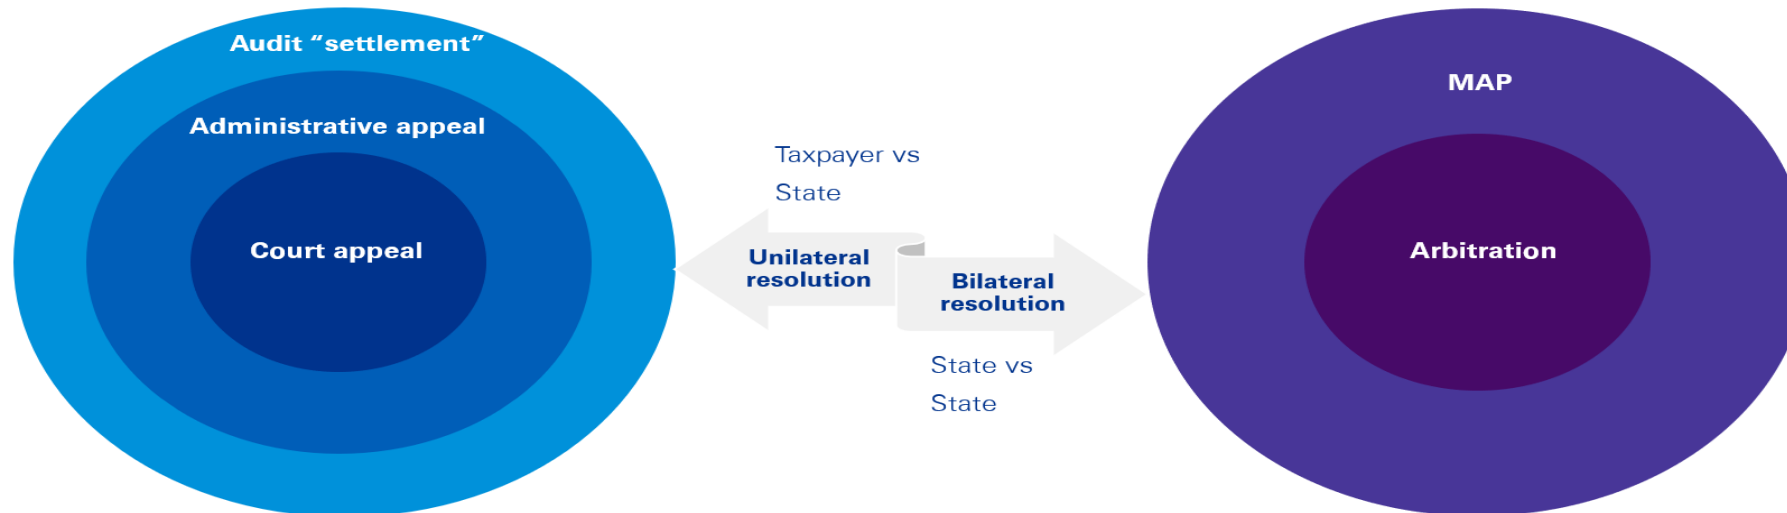 Audit “settlement”
Administrative appeal
Court appeal
Taxpayer vs
State
Unilateral
resolution
Bilateral
resolution
State vs
State
MAP
Arbitration